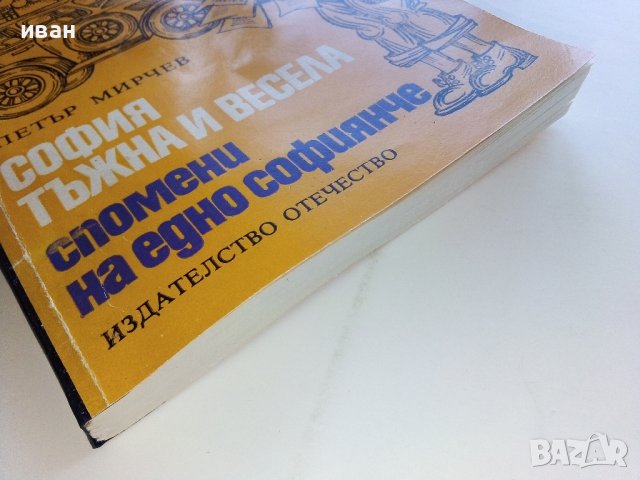 иван
ПЕТЪР МИРЧЕВ
СОФИЯ
ТЪЖНА И ВЕСЕЛА
спомени
на едно софиянче
ИЗДАТЕЛСТВО ОТЕЧЕСТВО
BAZAR